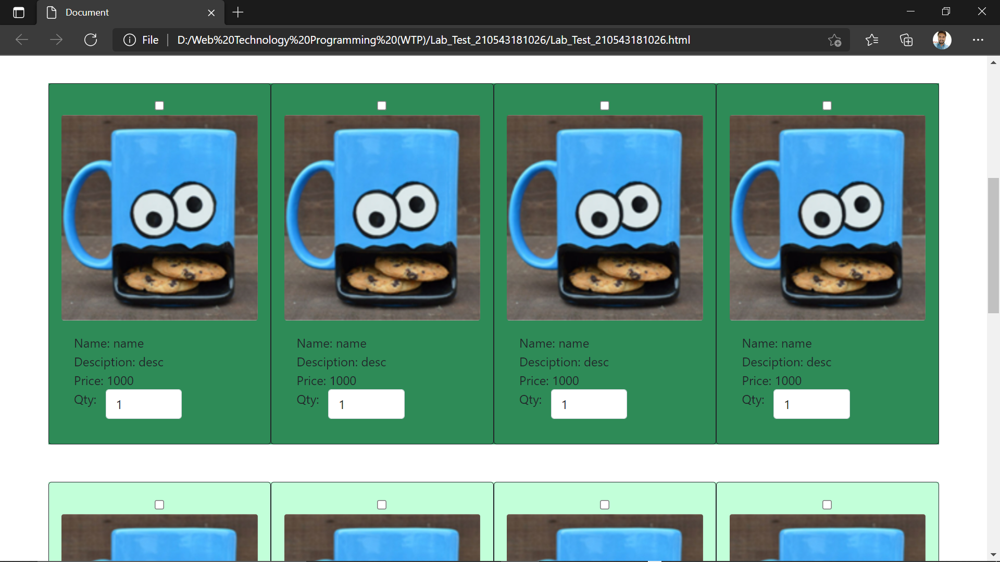 Document
File D:/Web%20Technology%20Programming%20(WTP)/Lab_Test_210543181026/Lab_Test_210543181026.html
Name: name Name: name Name: name Name: name
Desciption: desc Desciption: desc Desciption: desc Desciption: desc
Price: 1000 Price: 1000 Price: 1000 Price: 1000
Qty: 1 Qty: 1 Qty: 1 Qty: 1